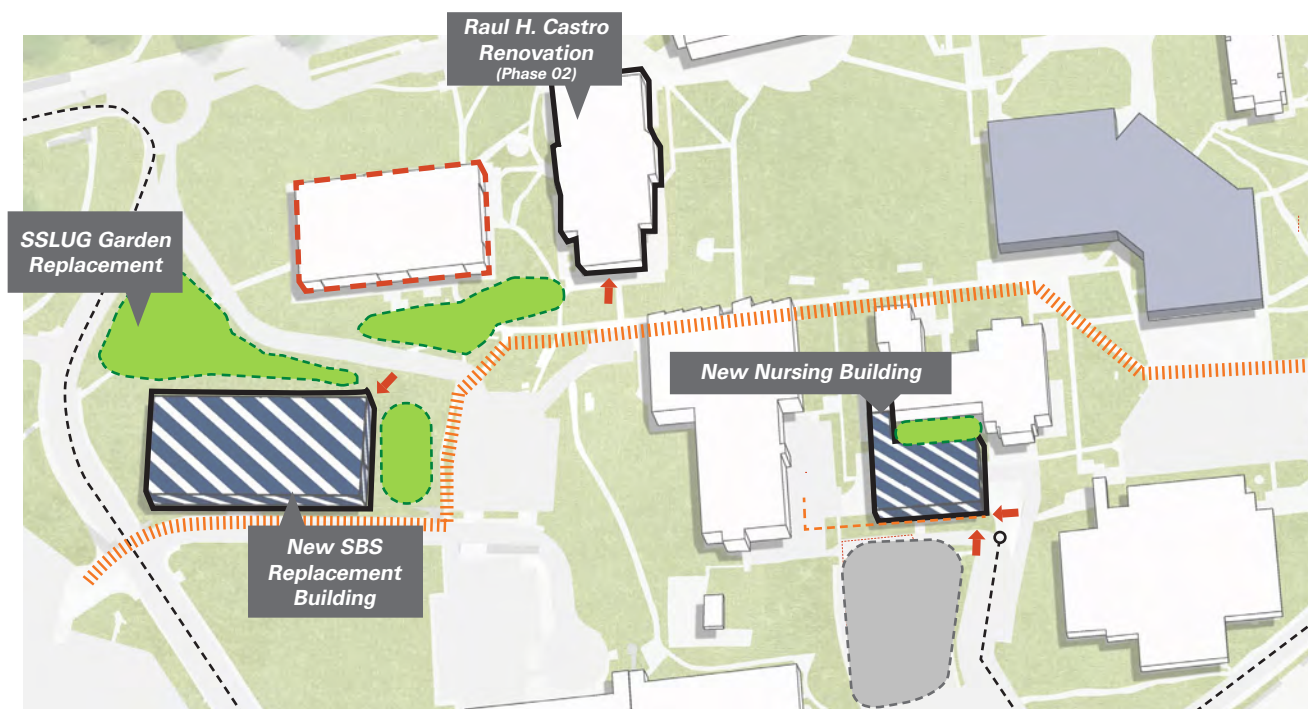 Raul H. Castro
Renovation
(Phase 02)
SSLUG Garden
Replacement
New Nursing Building
New SBS
Replacement
Building